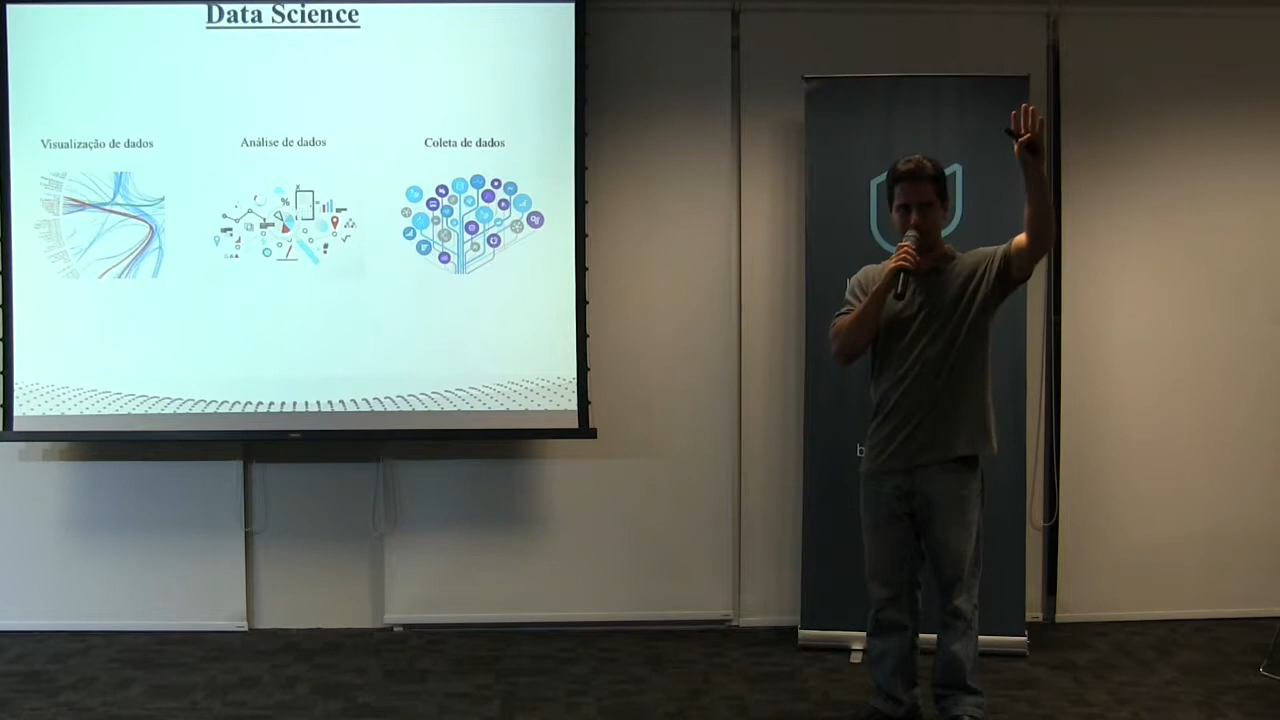 Data Science
Visualização de dados
Análise de dados
Coleta de dados